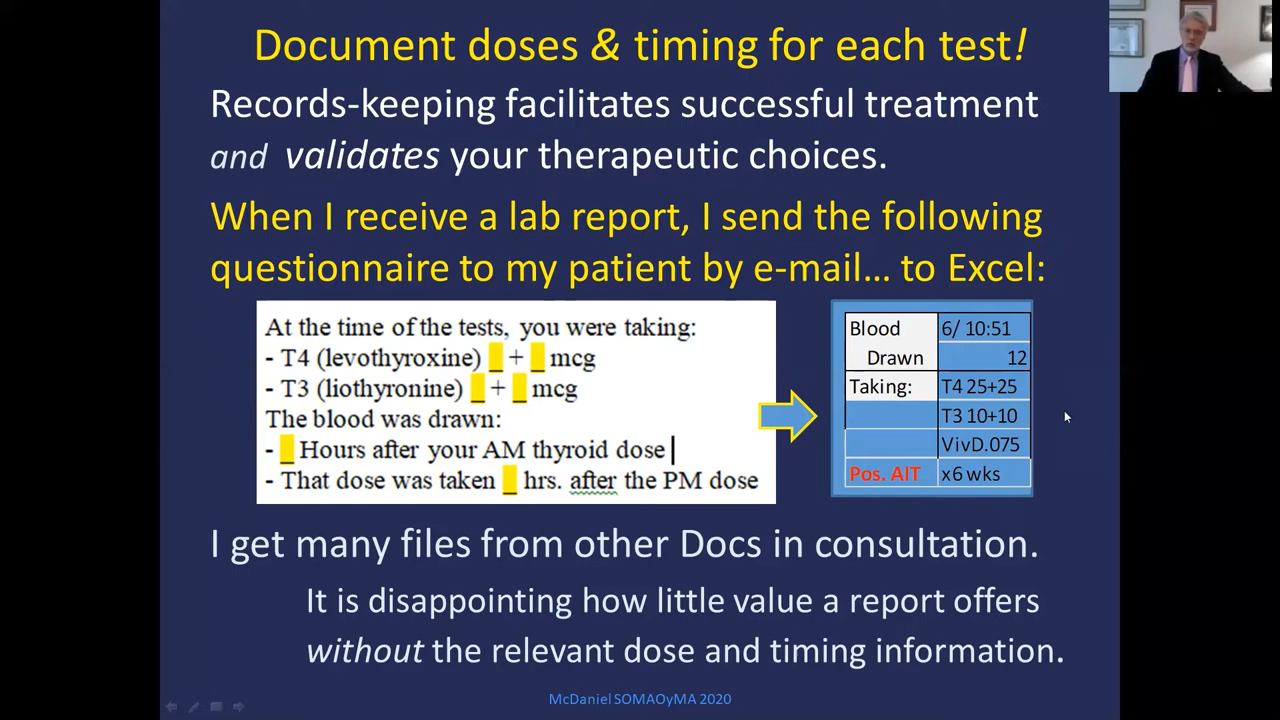 Document doses & timing for each test!
Records-keeping facilitates successful treatment
and validates your therapeutic choices.
When I receive a lab report, I send the following
questionnaire to my patient by e-mail... to Excel:
At the time of the tests, you were taking:
- T4 (levothyroxine) _ + _ mcg
- T3 (liothyronine) _ + _ mcg
The blood was drawn:
- _ Hours after your AM thyroid dose
- That dose was taken _ hrs. after the PM dose
Blood 6/ 10:51
Drawn 12
Taking: T4 25+25
T3 10+10
VivD.075
Pos. AIT x6 wks
I get many files from other Docs in consultation.
It is disappointing how little value a report offers
without the relevant dose and timing information.
McDaniel SOMAOyMA 2020